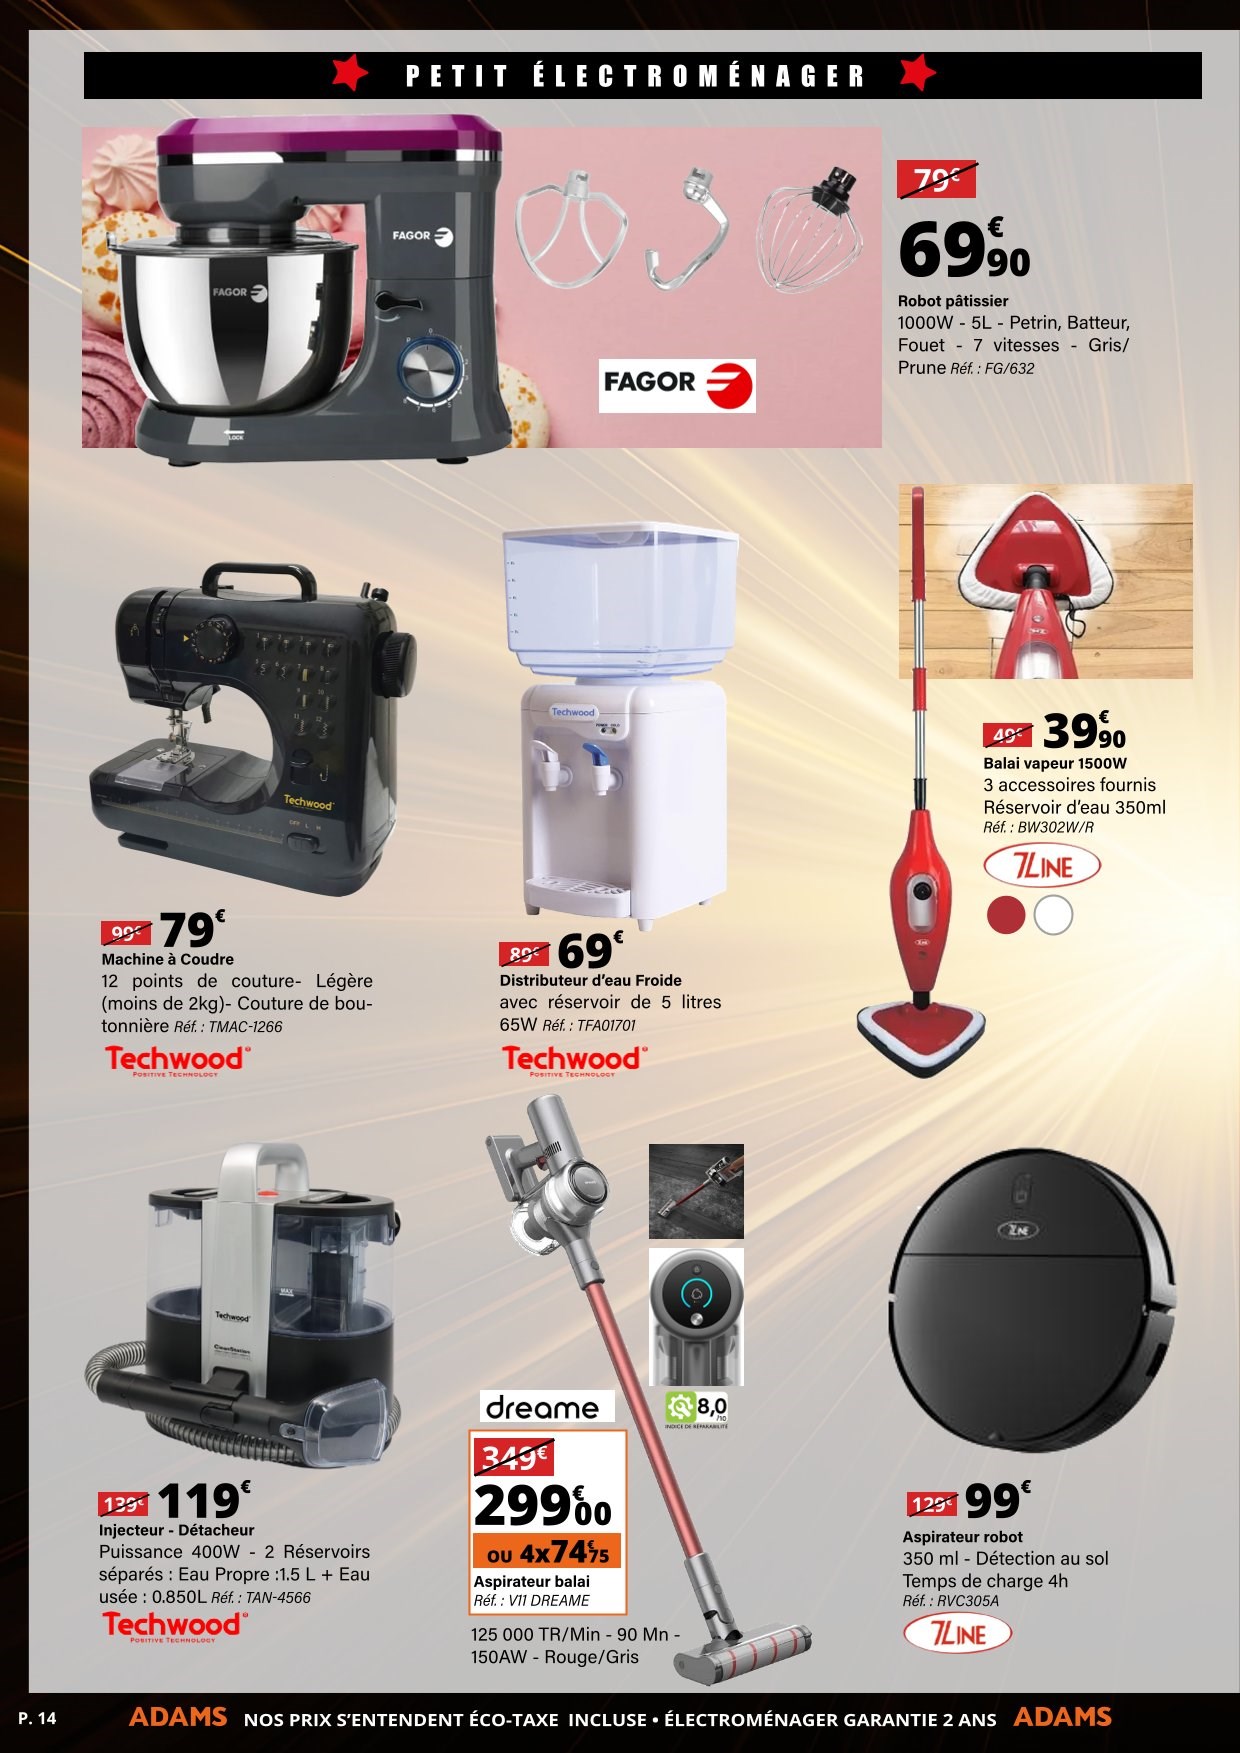 PETIT ÉLECTROMÉNAGER
FAGOR
FAGOR
LOCK
FAGOR
79€
69€90
Robot pâtissier
1000W - 5L - Petrin, Batteur,
Fouet - 7 vitesses - Gris/
Prune Réf. : FG/632
Techwood
Techwood
49€ 39€90
Balai vapeur 1500W
3 accessoires fournis
Réservoir d'eau 350ml
Réf. : BW302W/R
7LINE
99€ 79€
Machine à Coudre
12 points de couture- Légère
(moins de 2kg)- Couture de bou-
tonnière Réf. : TMAC-1266
Techwood
POSITIVE TECHNOLOGY
89€ 69€
Distributeur d'eau Froide
avec réservoir de 5 litres
65W Réf. : TFA01701
Techwood
POSITIVE TECHNOLOGY
MAX
Techwood
7LINE
dreame
8,0
/10
INDICE DE RÉPARABILITÉ
139€ 119€
Injecteur - Détacheur
Puissance 400W - 2 Réservoirs
séparés : Eau Propre :1.5 L + Eau
usée : 0.850L Réf. : TAN-4566
Techwood
POSITIVE TECHNOLOGY
349€
299€00
OU 4x74€75
Aspirateur balai
Réf. : V11 DREAME
125 000 TR/Min - 90 Mn -
150AW - Rouge/Gris
129€ 99€
Aspirateur robot
350 ml - Détection au sol
Temps de charge 4h
Réf. : RVC305A
7LINE
P. 14
ADAMS NOS PRIX S'ENTENDENT ÉCO-TAXE INCLUSE • ÉLECTROMÉNAGER GARANTIE 2 ANS ADAMS